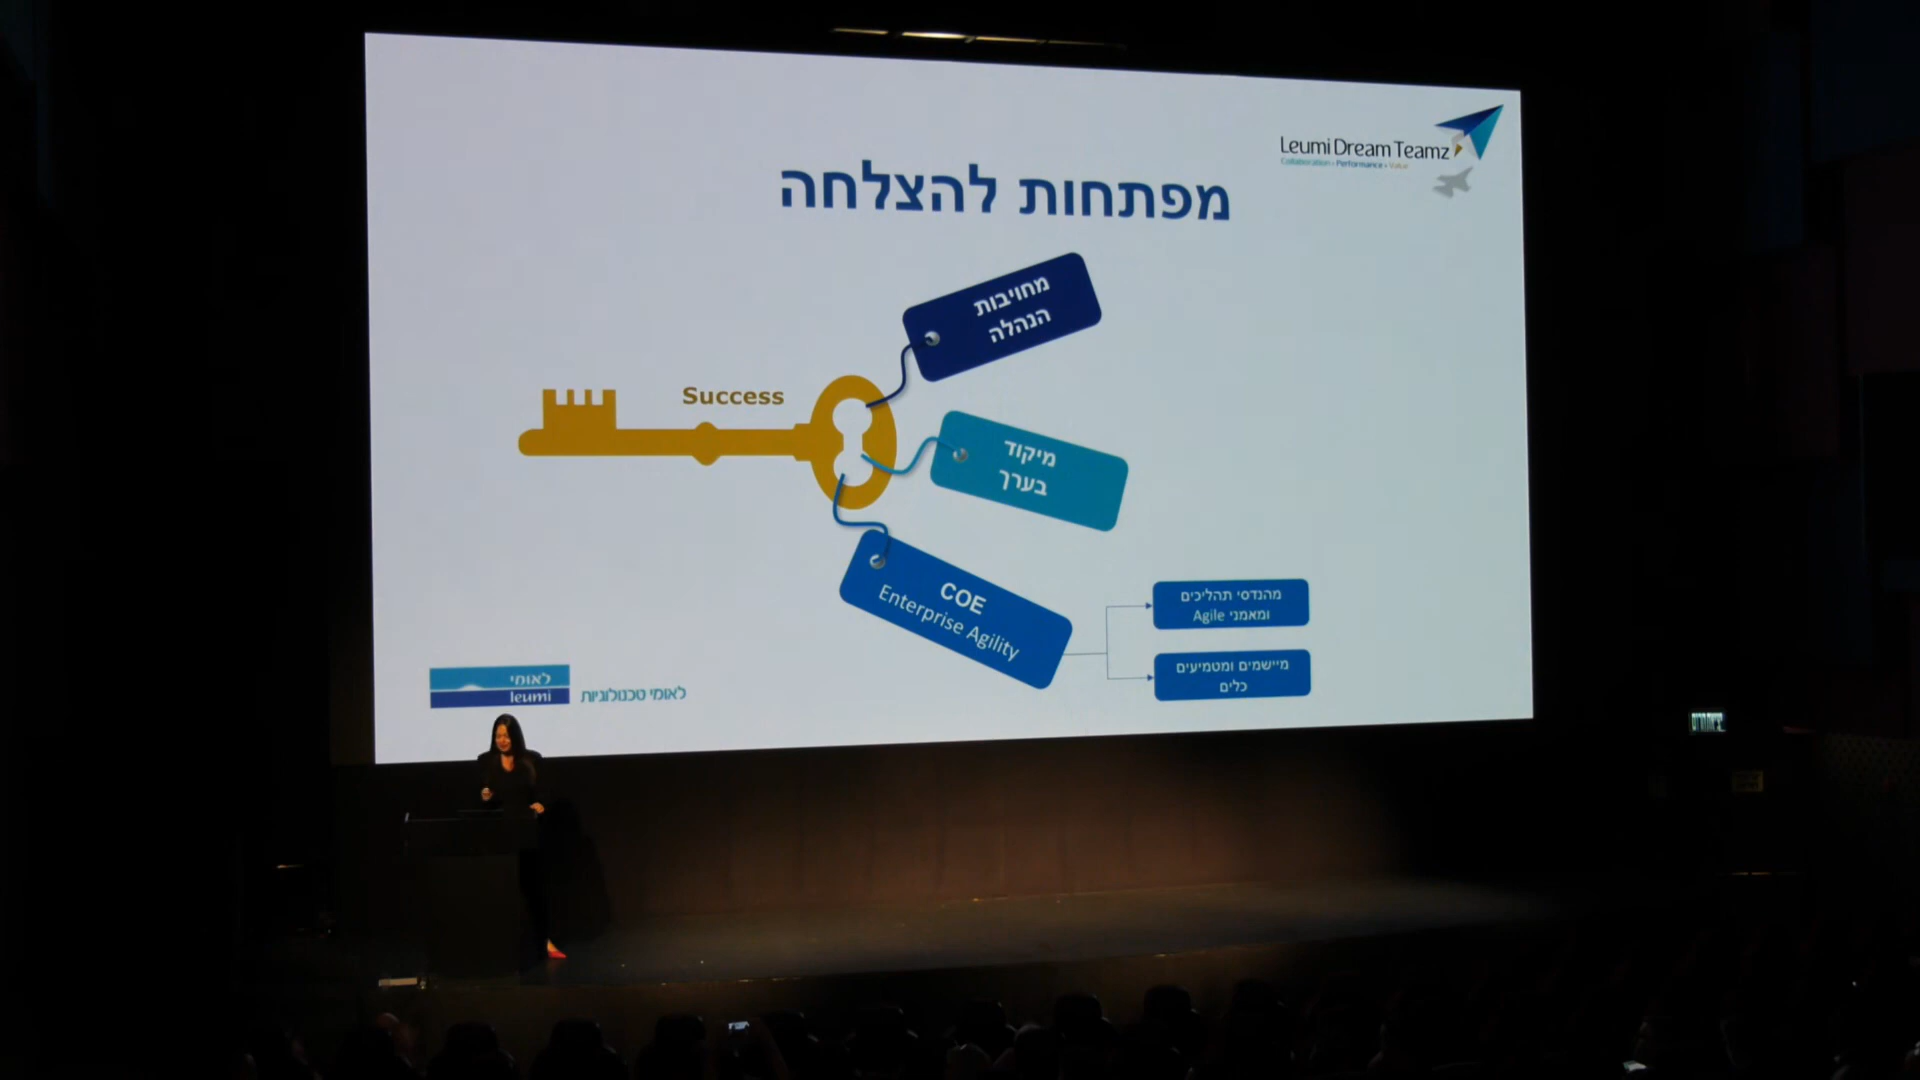 Leumi Dream Teamz
Collaboration • Performance • Value
מפתחות להצלחה
מחויבות
הנהלה
Success
מיקוד
בערך
COE
Enterprise Agility
מהנדסי תהליכים
ומאמני Agile
מיישמים ומטמיעים
כלים
לאומי
leumi
לאומי טכנולוגיות